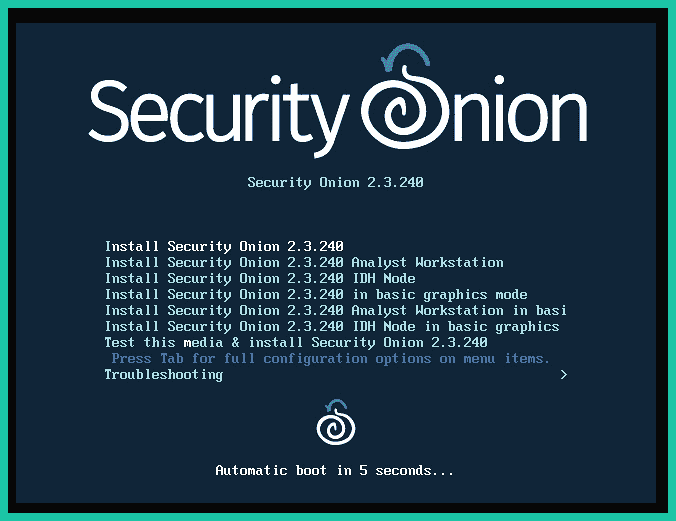 Security Onion
Security Onion 2.3.240
Install Security Onion 2.3.240
Install Security Onion 2.3.240 Analyst Workstation
Install Security Onion 2.3.240 IDH Node
Install Security Onion 2.3.240 in basic graphics mode
Install Security Onion 2.3.240 Analyst Workstation in basi
Install Security Onion 2.3.240 IDH Node in basic graphics
Test this media & install Security Onion 2.3.240
Press Tab for full configuration options on menu items.
Troubleshooting >
Automatic boot in 5 seconds...